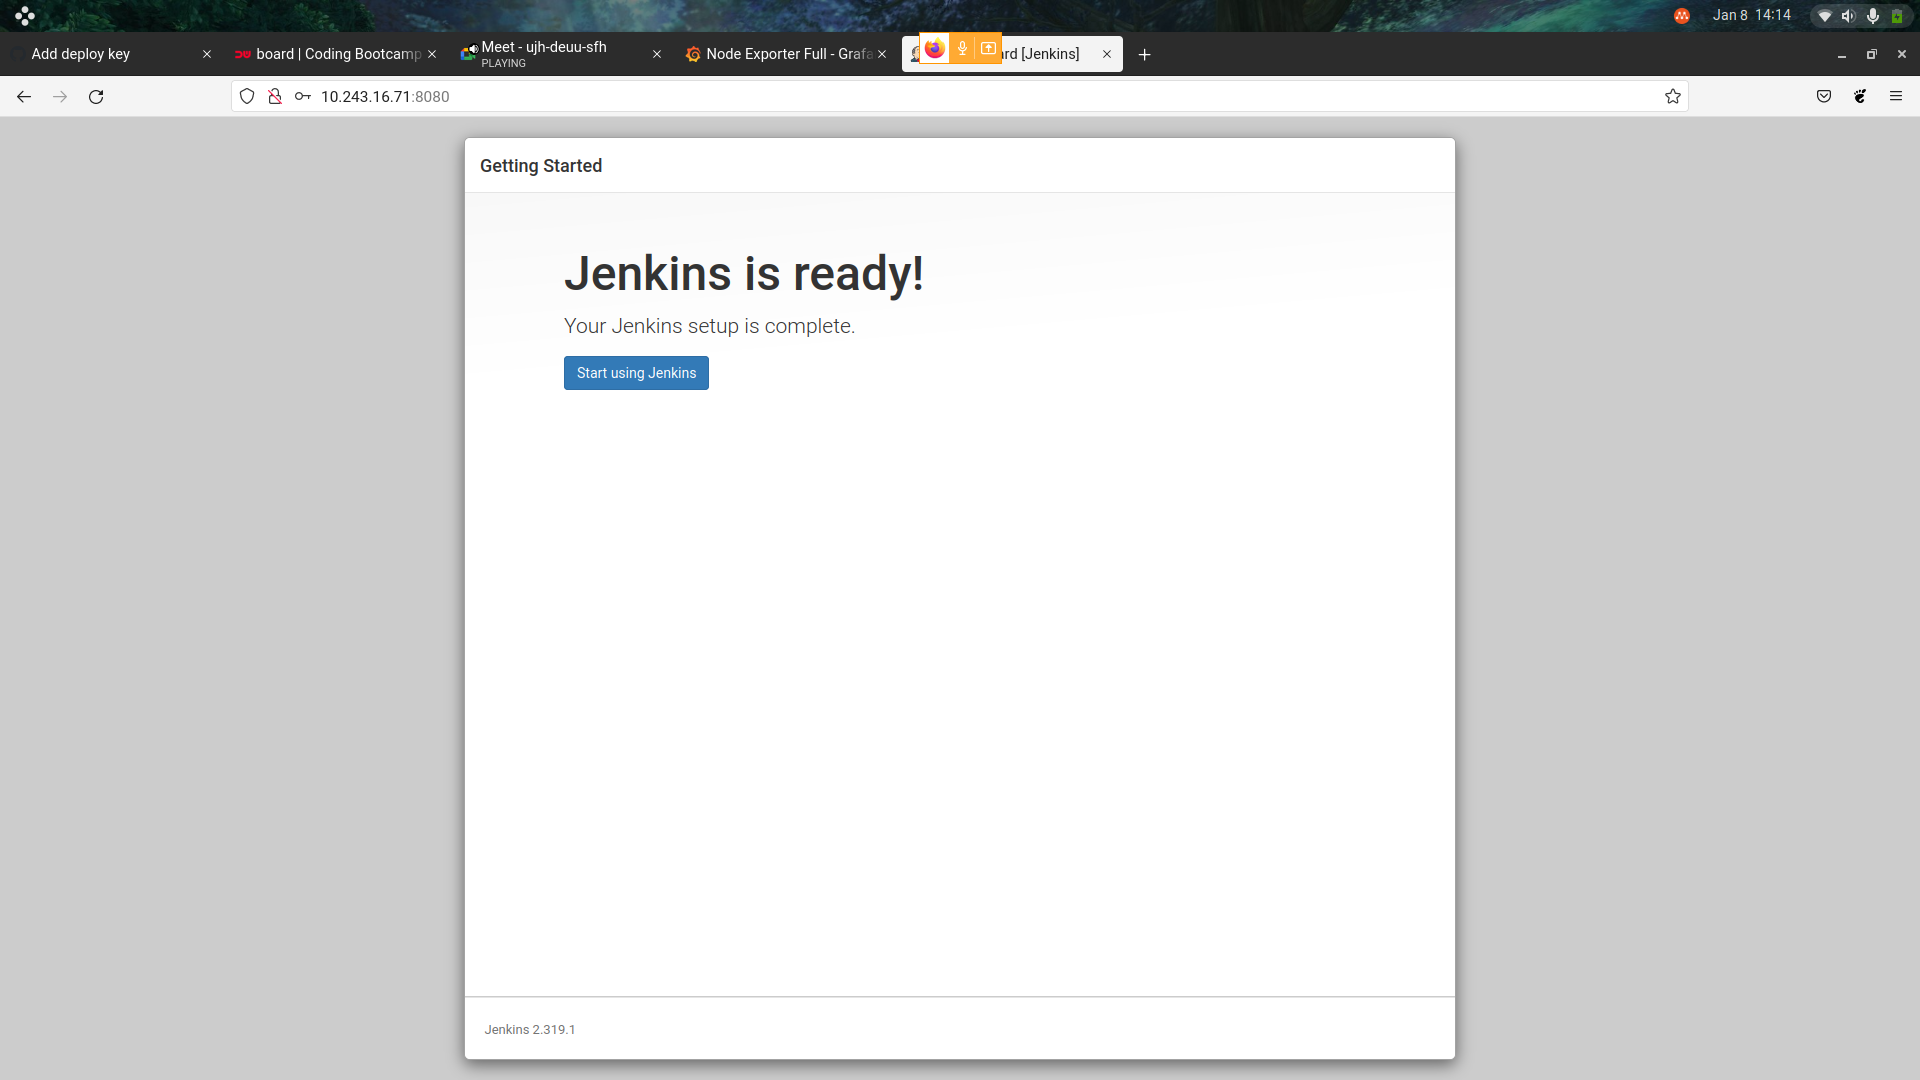 Jan 8 14:14
Add deploy key
board | Coding Bootcamp
Meet - ujh-deuu-sfh
PLAYING
Node Exporter Full - Grafa
rd [Jenkins]
10.243.16.71:8080
Getting Started
Jenkins is ready!
Your Jenkins setup is complete.
Start using Jenkins
Jenkins 2.319.1